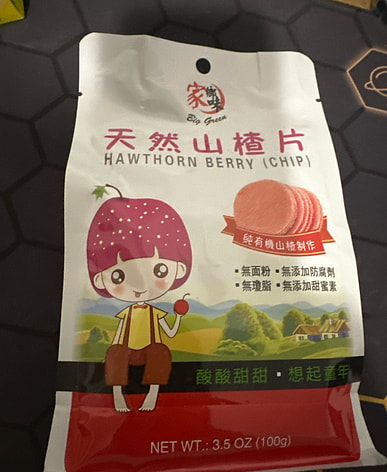 家鄉味
Big Green
天然山楂片
HAWTHORN BERRY (CHIP)
純有機山楂制作
▪無面粉 ▪無添加防腐劑
▪無瓊脂 ▪無添加甜蜜素
酸酸甜甜 ▪ 想起童年
NET WT.: 3.5 OZ (100g)